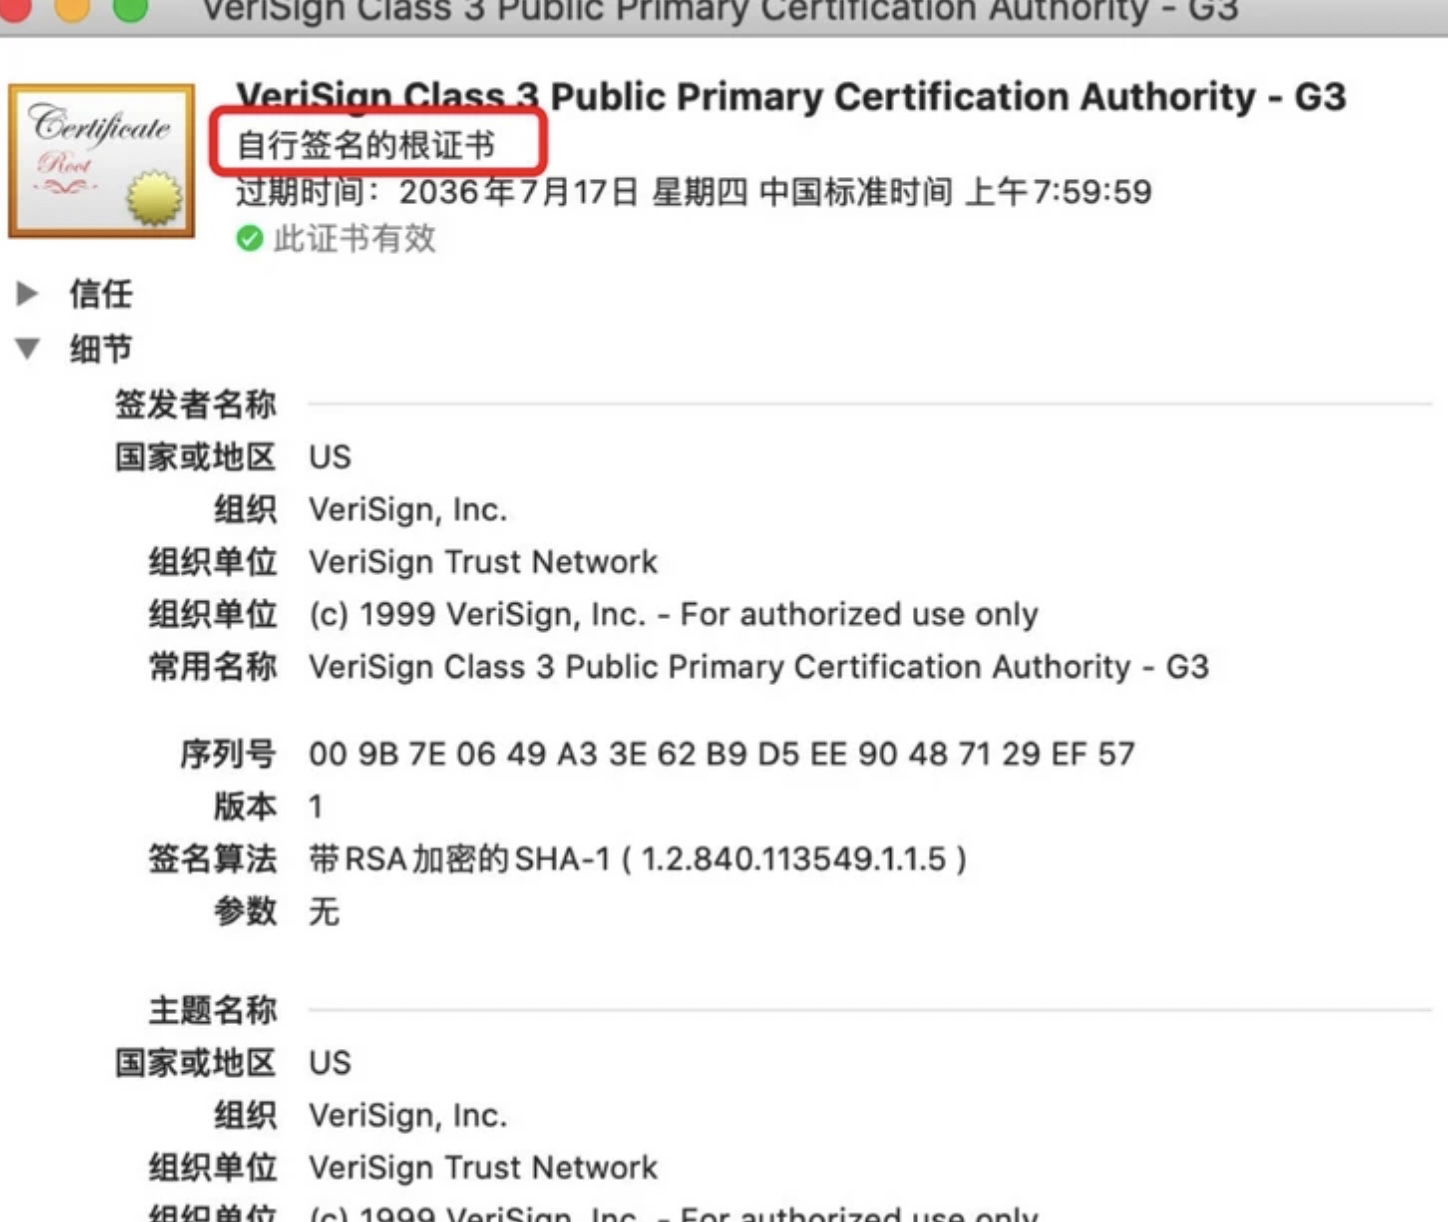 VeriSign Class 3 Public Primary Certification Authority - G3
Certificate
Root
VeriSign Class 3 Public Primary Certification Authority - G3
自行签名的根证书
过期时间：2036年7月17日 星期四 中国标准时间 上午7:59:59
此证书有效
信任
细节
签发者名称
国家或地区 US
组织 VeriSign, Inc.
组织单位 VeriSign Trust Network
组织单位 (c) 1999 VeriSign, Inc. - For authorized use only
常用名称 VeriSign Class 3 Public Primary Certification Authority - G3
序列号 00 9B 7E 06 49 A3 3E 62 B9 D5 EE 90 48 71 29 EF 57
版本 1
签名算法 带RSA加密的SHA-1 ( 1.2.840.113549.1.1.5 )
参数 无
主题名称
国家或地区 US
组织 VeriSign, Inc.
组织单位 VeriSign Trust Network
组织单位 (c) 1999 VeriSign, Inc. - For authorized use only